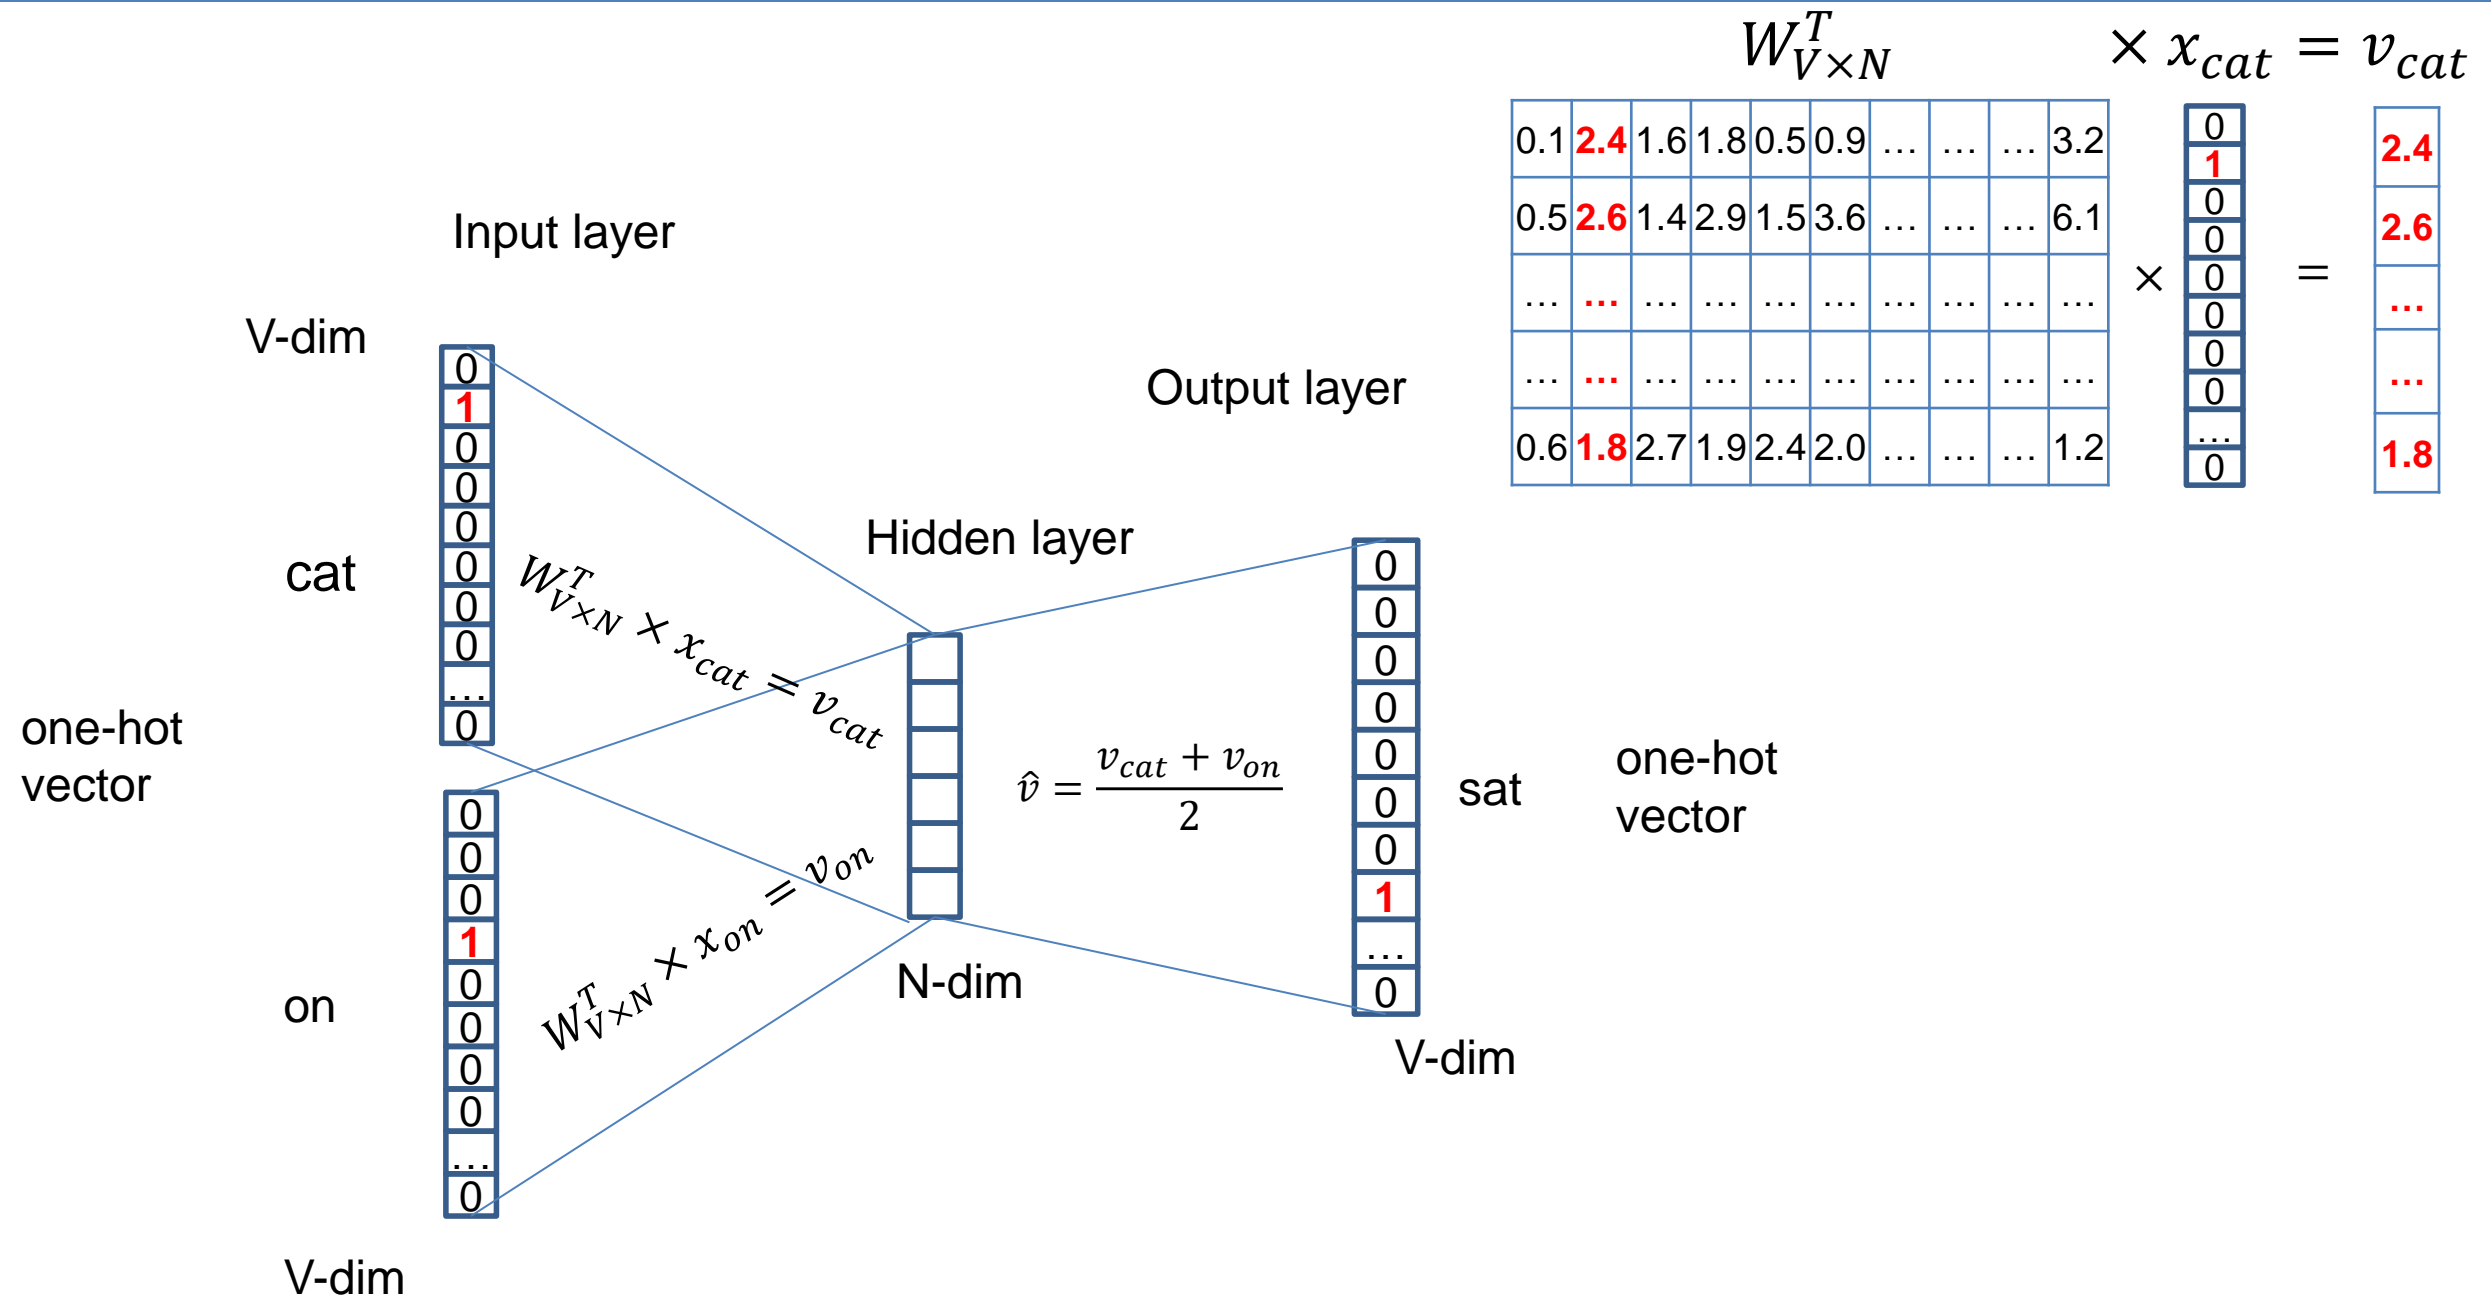 W^T_{V×N} × x_{cat} = v_{cat}
0.1 2.4 1.6 1.8 0.5 0.9 … … … 3.2
0.5 2.6 1.4 2.9 1.5 3.6 … … … 6.1
… … … … … … … … … …
… … … … … … … … … …
0.6 1.8 2.7 1.9 2.4 2.0 … … … 1.2
×
0
1
0
0
0
0
0
0
…
0
=
2.4
2.6
…
…
1.8
Input layer
V-dim
0
1
0
0
0
0
0
0
…
0
cat
W^T_{V×N} × x_{cat} = v_{cat}
one-hot
vector
0
0
0
1
0
0
0
0
…
0
on
W^T_{V×N} × x_{on} = v_{on}
V-dim
Hidden layer
N-dim
v̂ = (v_{cat} + v_{on}) / 2
Output layer
0
0
0
0
0
0
0
1
…
0
sat
one-hot
vector
V-dim